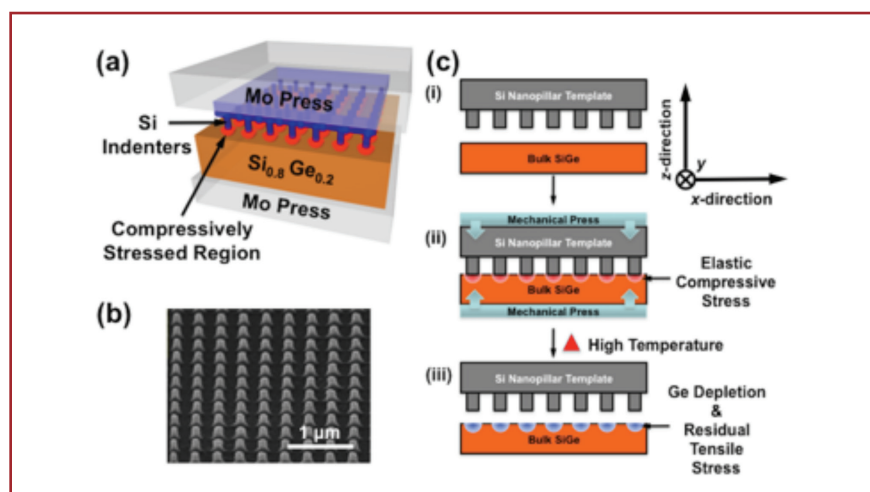 (a)
Mo Press
Si
Indenters
Si0.8 Ge0.2
Mo Press
Compressively
Stressed Region
(b)
1 μm
(c)
(i)
Si Nanopillar Template
Bulk SiGe
z-direction
y
x-direction
Mechanical Press
(ii)
Si Nanopillar Template
Bulk SiGe
Mechanical Press
Elastic
Compressive
Stress
High Temperature
(iii)
Si Nanopillar Template
Bulk SiGe
Ge Depletion
&
Residual
Tensile
Stress